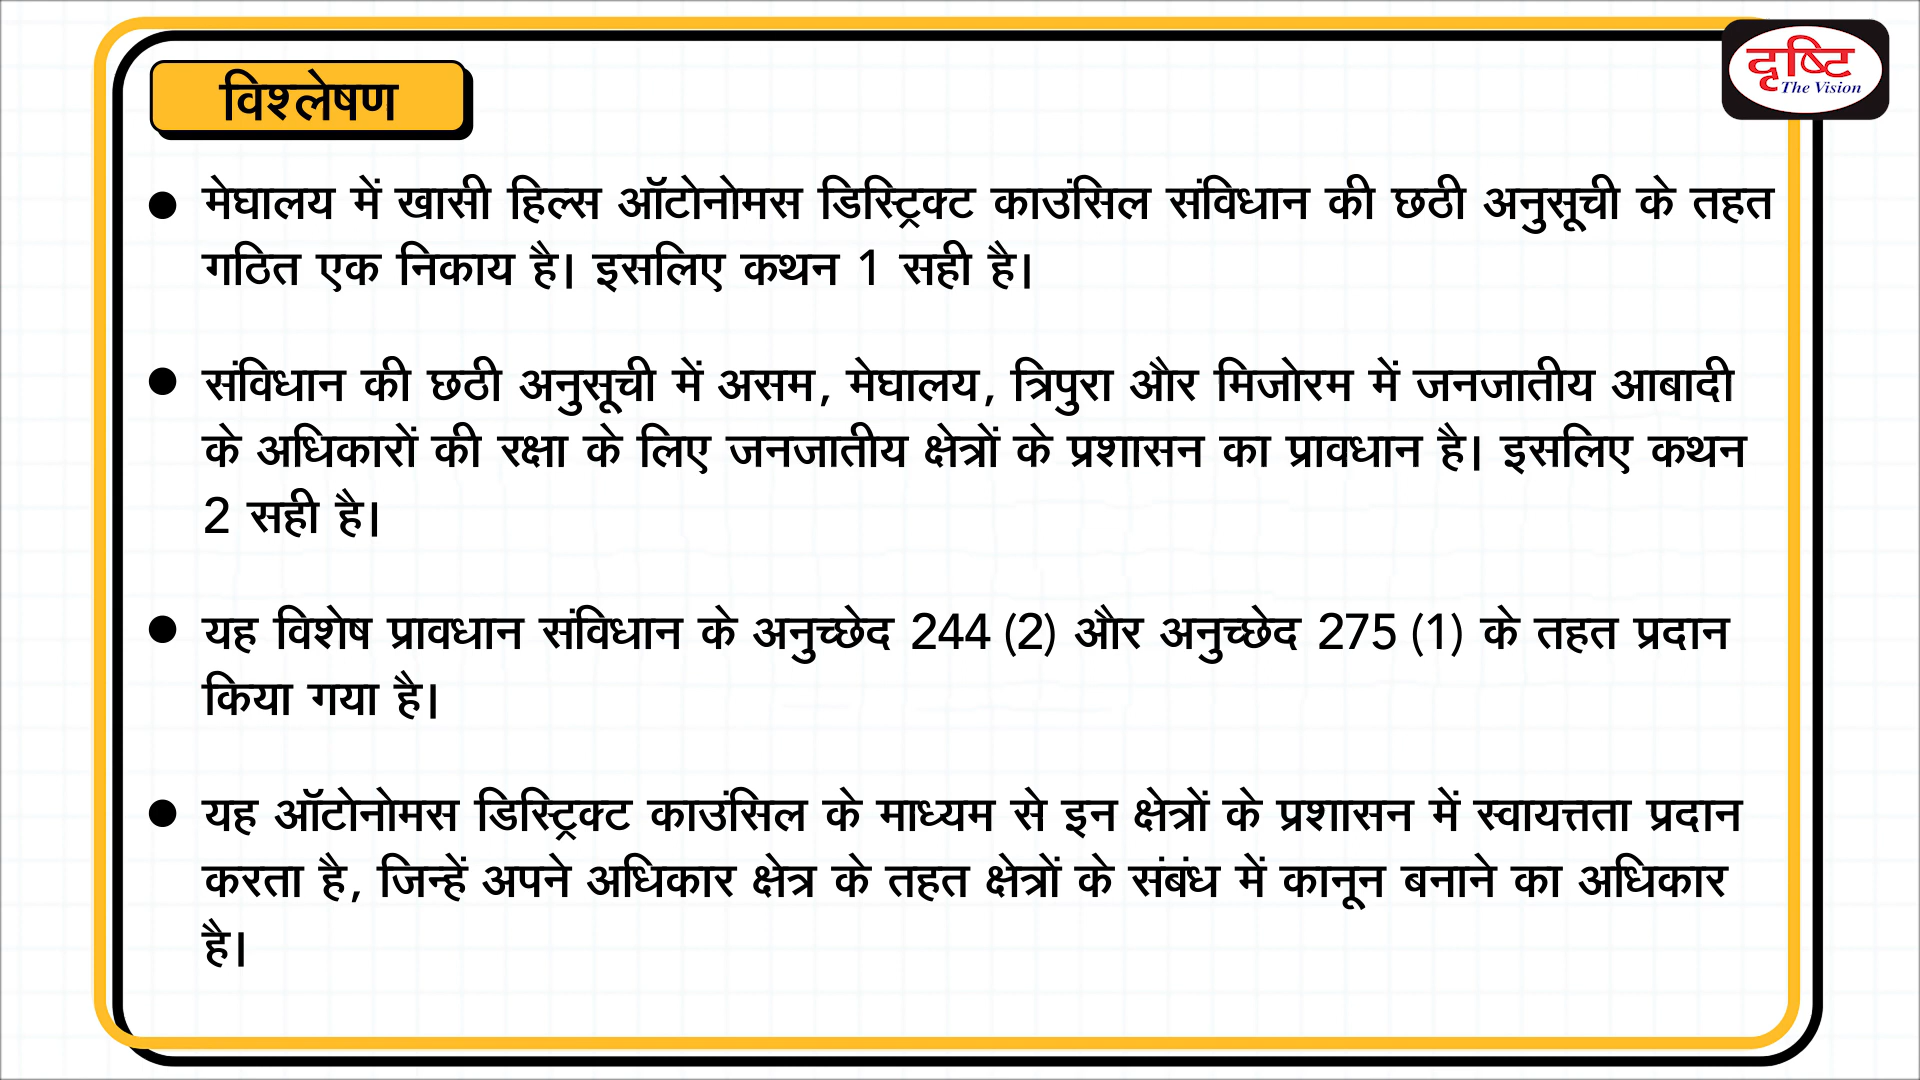 दृष्टि
The Vision
विश्लेषण
● मेघालय में खासी हिल्स ऑटोनोमस डिस्ट्रिक्ट काउंसिल संविधान की छठी अनुसूची के तहत
गठित एक निकाय है। इसलिए कथन 1 सही है।
● संविधान की छठी अनुसूची में असम, मेघालय, त्रिपुरा और मिजोरम में जनजातीय आबादी
के अधिकारों की रक्षा के लिए जनजातीय क्षेत्रों के प्रशासन का प्रावधान है। इसलिए कथन
2 सही है।
● यह विशेष प्रावधान संविधान के अनुच्छेद 244 (2) और अनुच्छेद 275 (1) के तहत प्रदान
किया गया है।
● यह ऑटोनोमस डिस्ट्रिक्ट काउंसिल के माध्यम से इन क्षेत्रों के प्रशासन में स्वायत्तता प्रदान
करता है, जिन्हें अपने अधिकार क्षेत्र के तहत क्षेत्रों के संबंध में कानून बनाने का अधिकार
है।